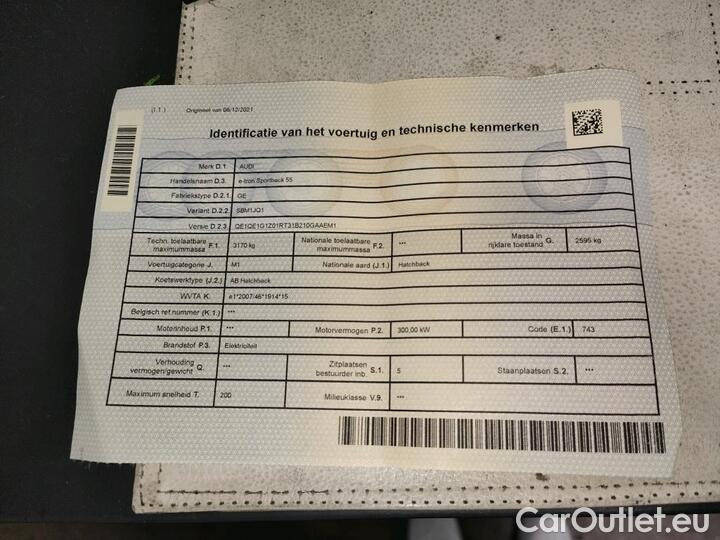 (I.1.) Origineel van 06/12/2021
Identificatie van het voertuig en technische kenmerken
Merk D.1. AUDI
Handelsnaam D.3. e-tron Sportback 55
Fabriekstype D.2.1. GE
Variant D.2.2. SBM1JQ1
Versie D.2.3. QE1QE1G1Z01RT31B210GAAEM1
Techn. toelaatbare maximummassa F.1. 3170 kg Nationale toelaatbare maximummassa F.2. *** Massa in rijklare toestand G. 2595 kg
Voertuigcategorie J. M1 Nationale aard (J.1.) Hatchback
Koetswerktype (J.2.) AB Hatchback
WVTA K. e1*2007/46*1914*15
Belgisch ref.nummer (K.1.) ***
Motorinhoud P.1. *** Motorvermogen P.2. 300,00 kW Code (E.1.) 743
Brandstof P.3. Elektriciteit
Verhouding vermogen/gewicht Q. *** Zitplaatsen bestuurder inb. S.1. 5 Staanplaatsen S.2. ***
Maximum snelheid T. 200 Milieuklasse V.9. ***
CarOutlet.eu